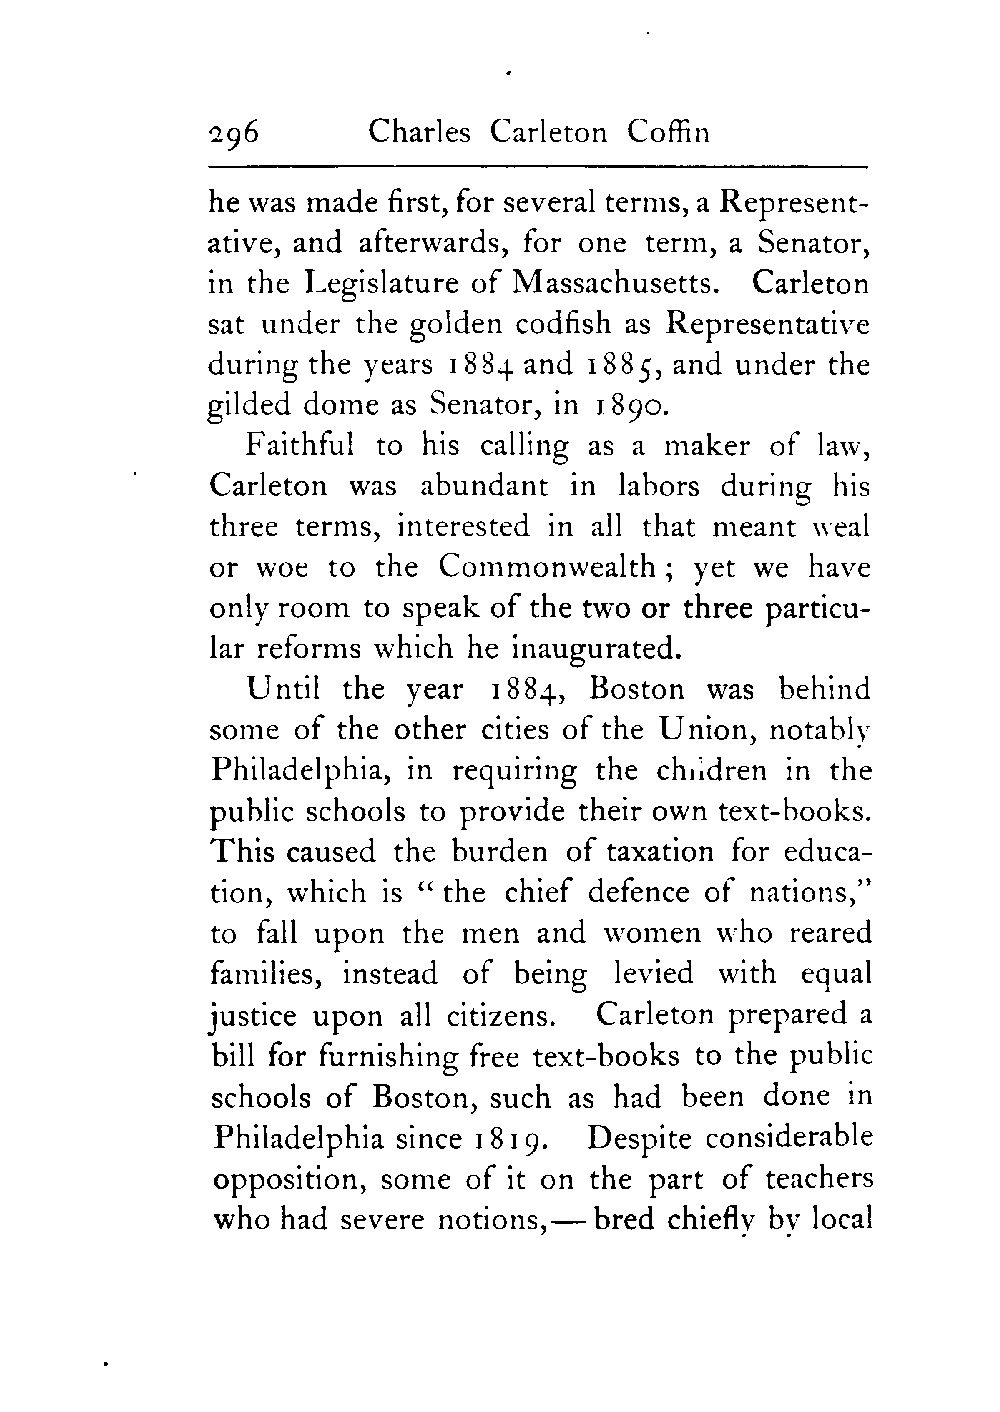 296 Charles Carleton Coffin
he was made first, for several terms, a Represent-
ative, and afterwards, for one term, a Senator,
in the Legislature of Massachusetts. Carleton
sat under the golden codfish as Representative
during the years 1884 and 1885, and under the
gilded dome as Senator, in 1890.
Faithful to his calling as a maker of law,
Carleton was abundant in labors during his
three terms, interested in all that meant weal
or woe to the Commonwealth ; yet we have
only room to speak of the two or three particu-
lar reforms which he inaugurated.
Until the year 1884, Boston was behind
some of the other cities of the Union, notably
Philadelphia, in requiring the children in the
public schools to provide their own text-books.
This caused the burden of taxation for educa-
tion, which is “ the chief defence of nations,”
to fall upon the men and women who reared
families, instead of being levied with equal
justice upon all citizens. Carleton prepared a
bill for furnishing free text-books to the public
schools of Boston, such as had been done in
Philadelphia since 1819. Despite considerable
opposition, some of it on the part of teachers
who had severe notions,— bred chiefly by local